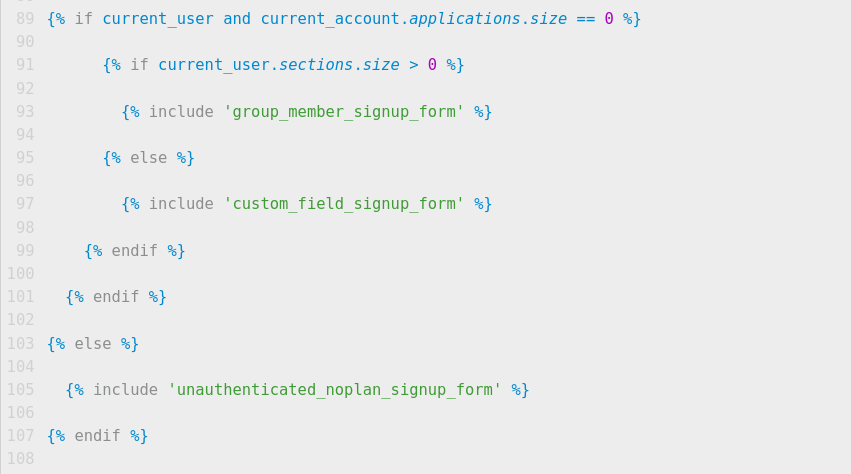 89 {% if current_user and current_account.applications.size == 0 %}
90
91 {% if current_user.sections.size > 0 %}
92
93 {% include 'group_member_signup_form' %}
94
95 {% else %}
96
97 {% include 'custom_field_signup_form' %}
98
99 {% endif %}
100
101 {% endif %}
102
103 {% else %}
104
105 {% include 'unauthenticated_noplan_signup_form' %}
106
107 {% endif %}
108